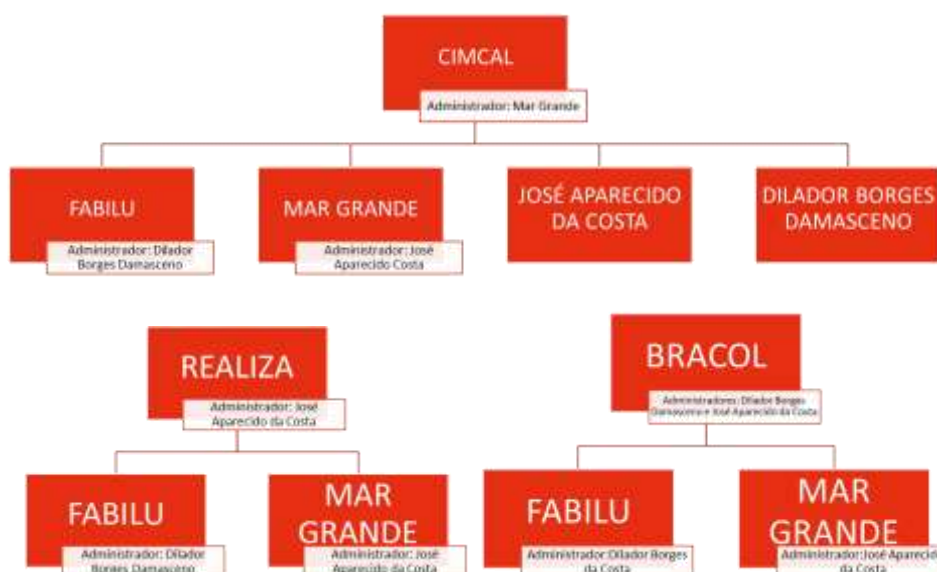 CIMCAL
Administrador: Mar Grande
FABILU
Administrador: Dilador
Borges Damasceno
MAR GRANDE
Administrador: José
Aparecido Costa
JOSÉ APARECIDO
DA COSTA
DILADOR BORGES
DAMASCENO
REALIZA
Administrador: José
Aparecido da Costa
BRACOL
Administradores: Dilador Borges
Damasceno e José Aparecido da Costa
FABILU
Administrador: Dilador
Borges Damasceno
MAR
GRANDE
Administrador: José
Aparecido da Costa
FABILU
Administrador:Dilador Borges
da Costa
MAR
GRANDE
Administrador:José Aparecido
da Costa